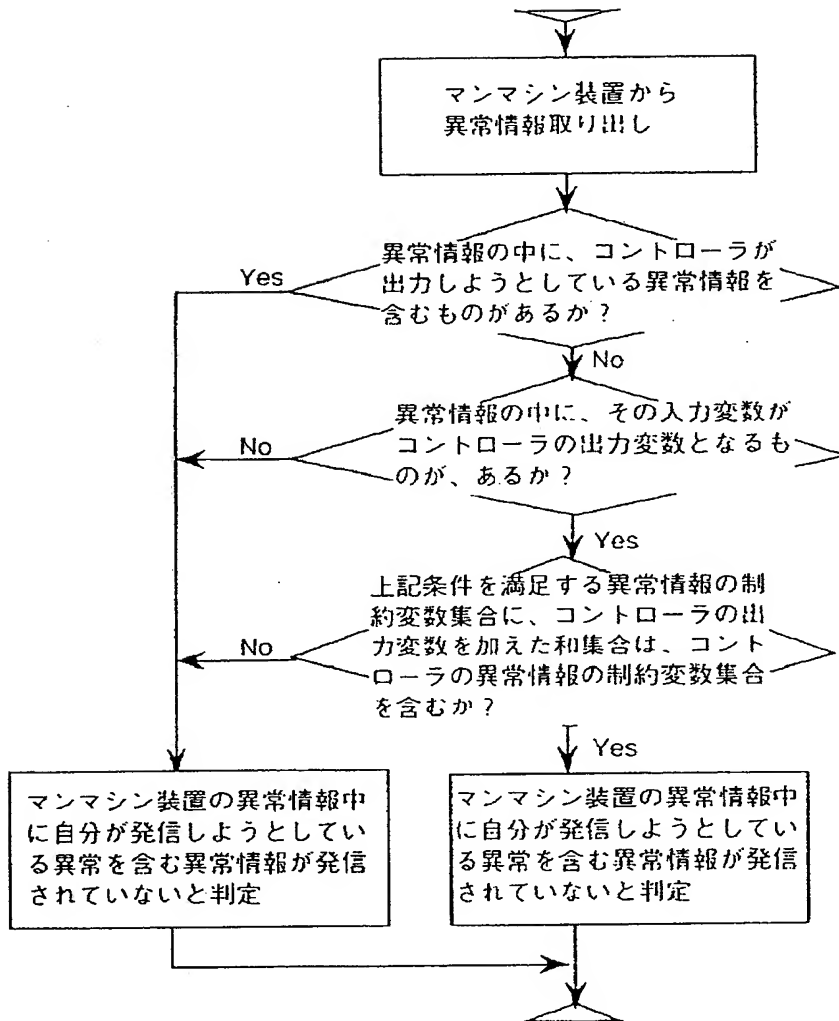 マンマシン装置から
異常情報取り出し
異常情報の中に、コントローラが
出力しようとしている異常情報を
含むものがあるか?
Yes
No
異常情報の中に、その入力変数が
コントローラの出力変数となるも
のが、あるか?
No
Yes
上記条件を満足する異常情報の制
約変数集合に、コントローラの出
力変数を加えた和集合は、コント
ローラの異常情報の制約変数集合
を含むか?
No
Yes
マンマシン装置の異常情報中
に自分が発信しようとしてい
る異常を含む異常情報が発信
されていないと判定
マンマシン装置の異常情報中
に自分が発信しようとしてい
る異常を含む異常情報が発信
されていないと判定